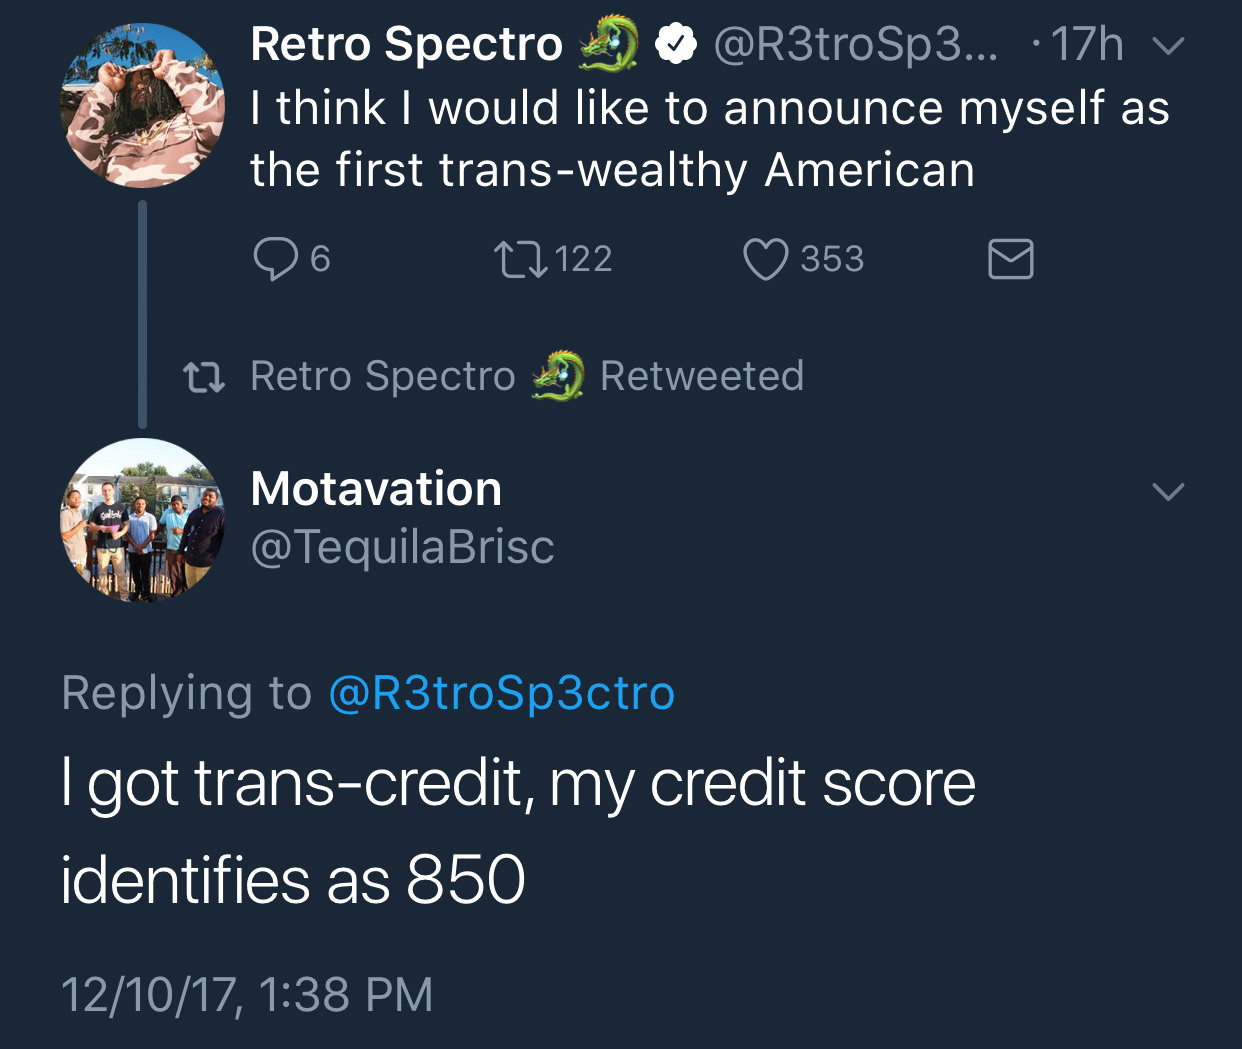 Retro Spectro 🐉 @R3troSp3... · 17h
I think I would like to announce myself as
the first trans-wealthy American
6 122 353
Retro Spectro 🐉 Retweeted
Motavation
@TequilaBrisc
Replying to @R3troSp3ctro
I got trans-credit, my credit score
identifies as 850
12/10/17, 1:38 PM